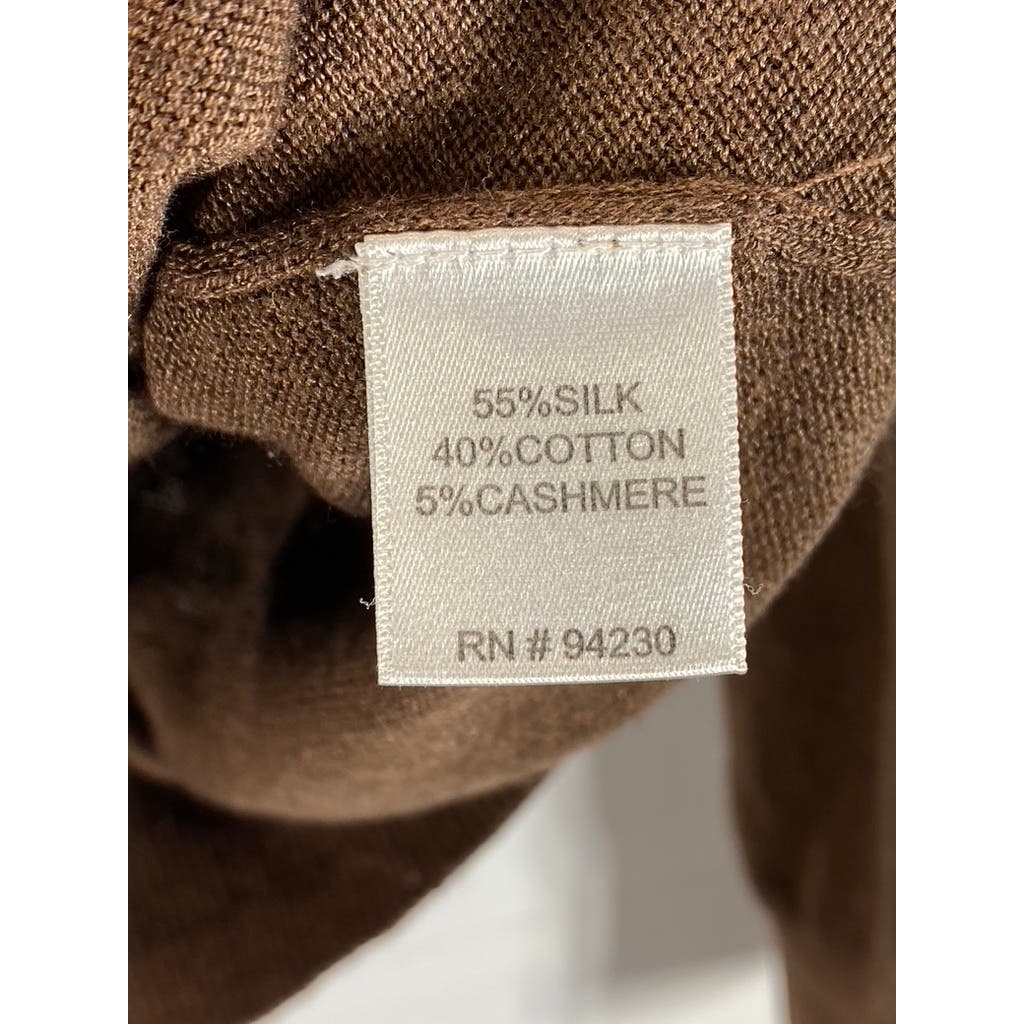 55%SILK
40%COTTON
5%CASHMERE
RN # 94230